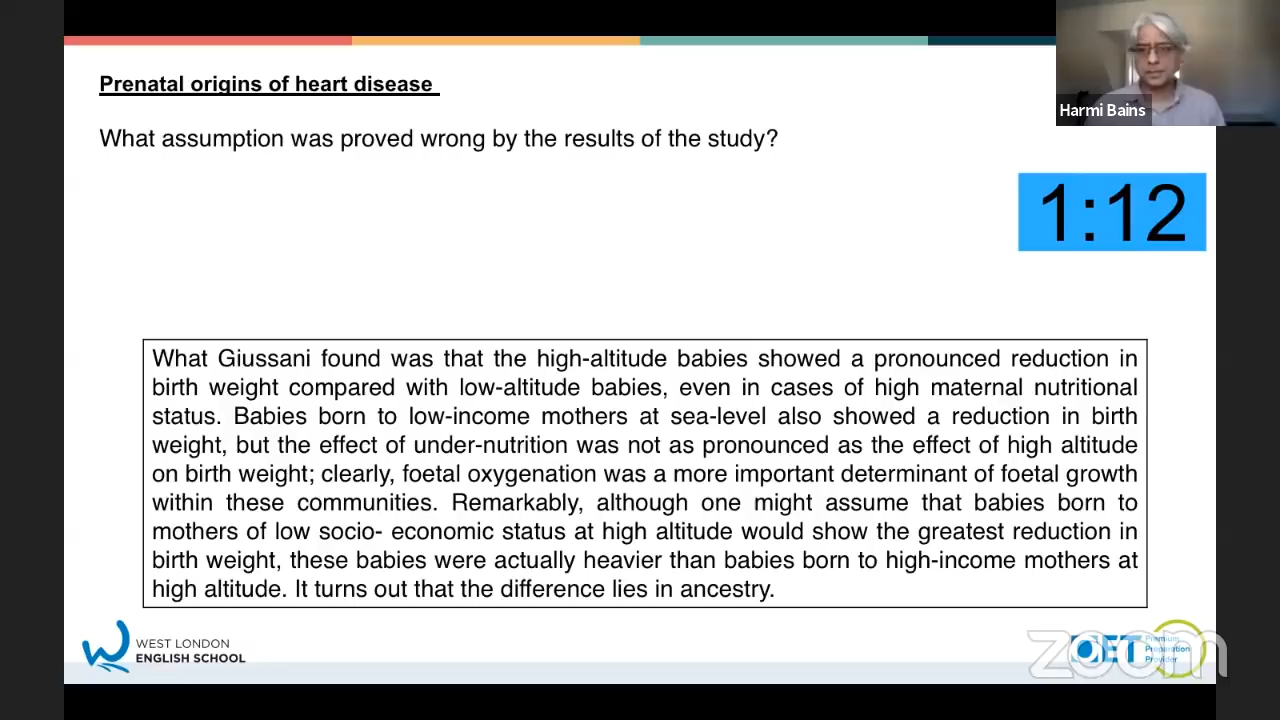 Prenatal origins of heart disease
Harmi Bains
What assumption was proved wrong by the results of the study?
1:12
What Giussani found was that the high-altitude babies showed a pronounced reduction in
birth weight compared with low-altitude babies, even in cases of high maternal nutritional
status. Babies born to low-income mothers at sea-level also showed a reduction in birth
weight, but the effect of under-nutrition was not as pronounced as the effect of high altitude
on birth weight; clearly, foetal oxygenation was a more important determinant of foetal growth
within these communities. Remarkably, although one might assume that babies born to
mothers of low socio- economic status at high altitude would show the greatest reduction in
birth weight, these babies were actually heavier than babies born to high-income mothers at
high altitude. It turns out that the difference lies in ancestry.
WEST LONDON
ENGLISH SCHOOL
OET
Premium
Preparation
Provider
zoom